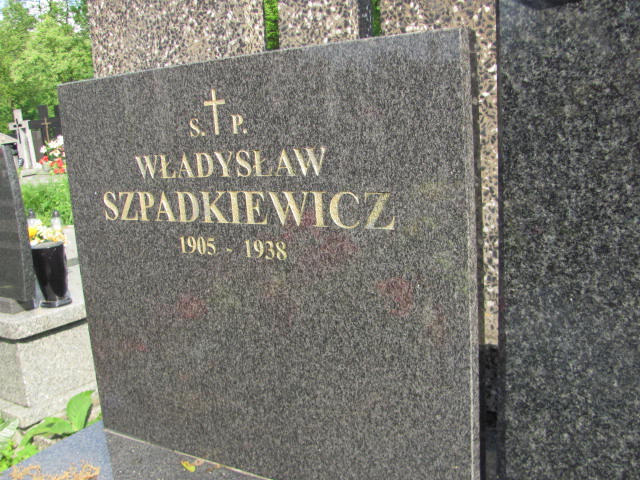 S. P.
WŁADYSŁAW
SZPADKIEWICZ
1905 - 1938